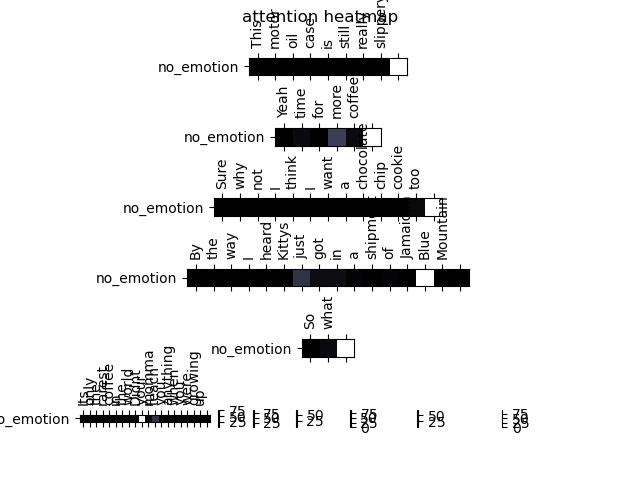 attention heatmap
This motor oil case is still really slippery
no_emotion
Yeah time for more coffee
no_emotion
Sure why not I think I want a chocolate chip cookie too
no_emotion
By the way I heard Kittys just got in a shipment of Jamaican Blue Mountain
no_emotion
So what
no_emotion
Its only the rarest coffee in the world Didnt your momma teach you anything when you were growing up
o_emotion
75 75 75 75
50 50 50 50 50 50
25 25 25 25 25 25
0 0